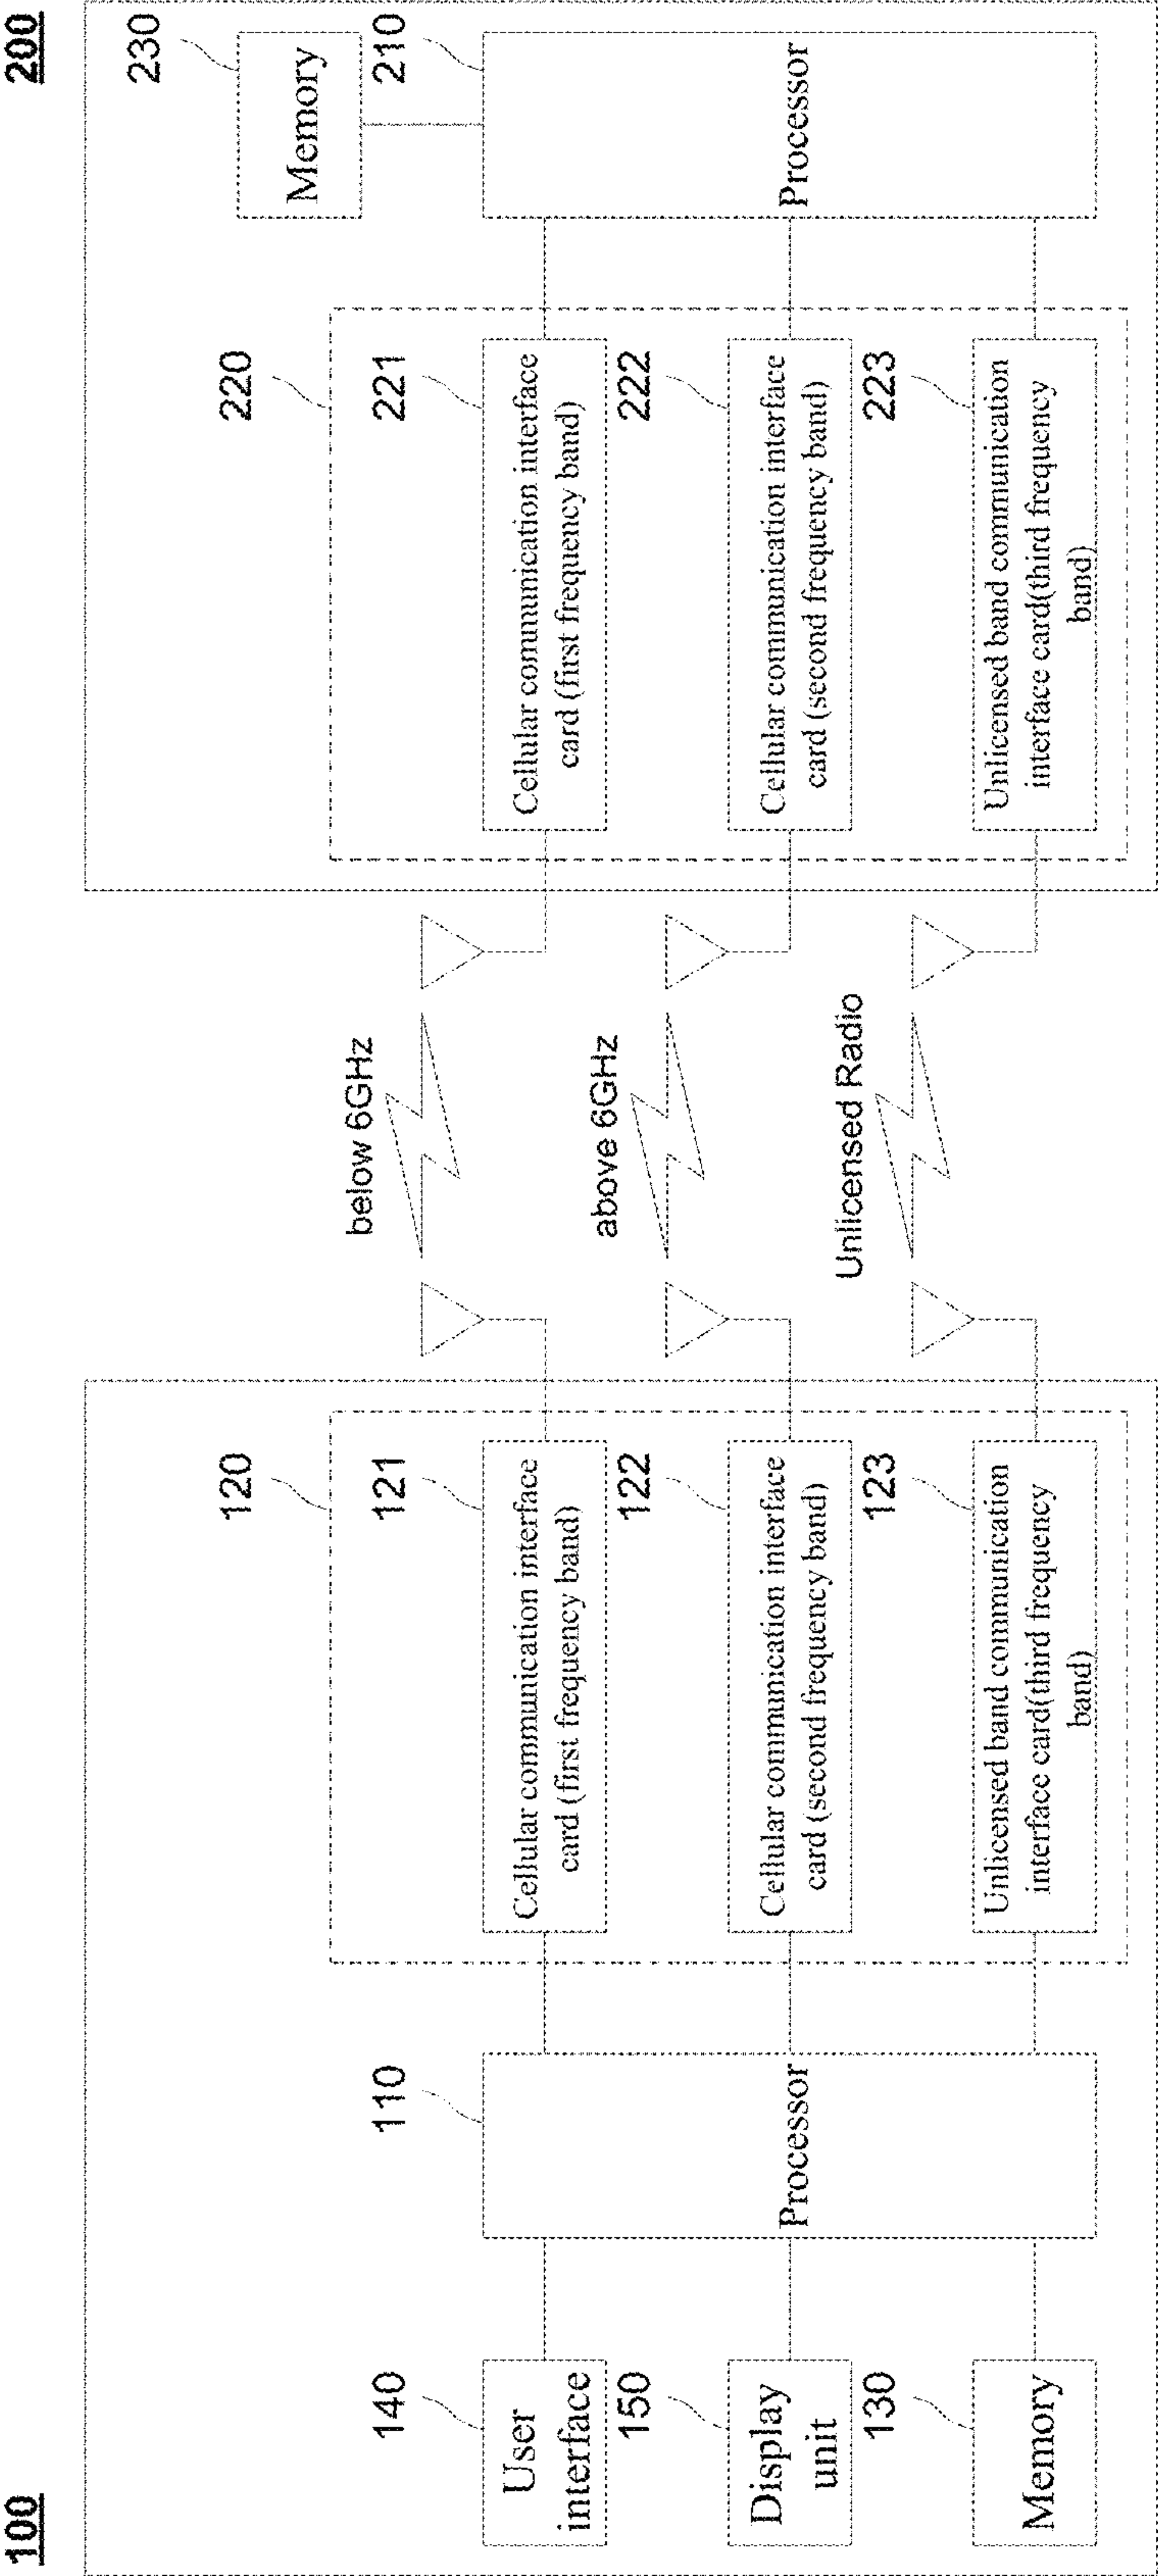 100
200
140
User
interface
150
Display
unit
130
Memory
110
Processor
120
121
Cellular communication interface
card (first frequency band)
122
Cellular communication interface
card (second frequency band)
123
Unlicensed band communication
interface card(third frequency
band)
below 6GHz
above 6GHz
Unlicensed Radio
220
221
Cellular communication interface
card (first frequency band)
222
Cellular communication interface
card (second frequency band)
223
Unlicensed band communication
interface card(third frequency
band)
230
Memory
210
Processor